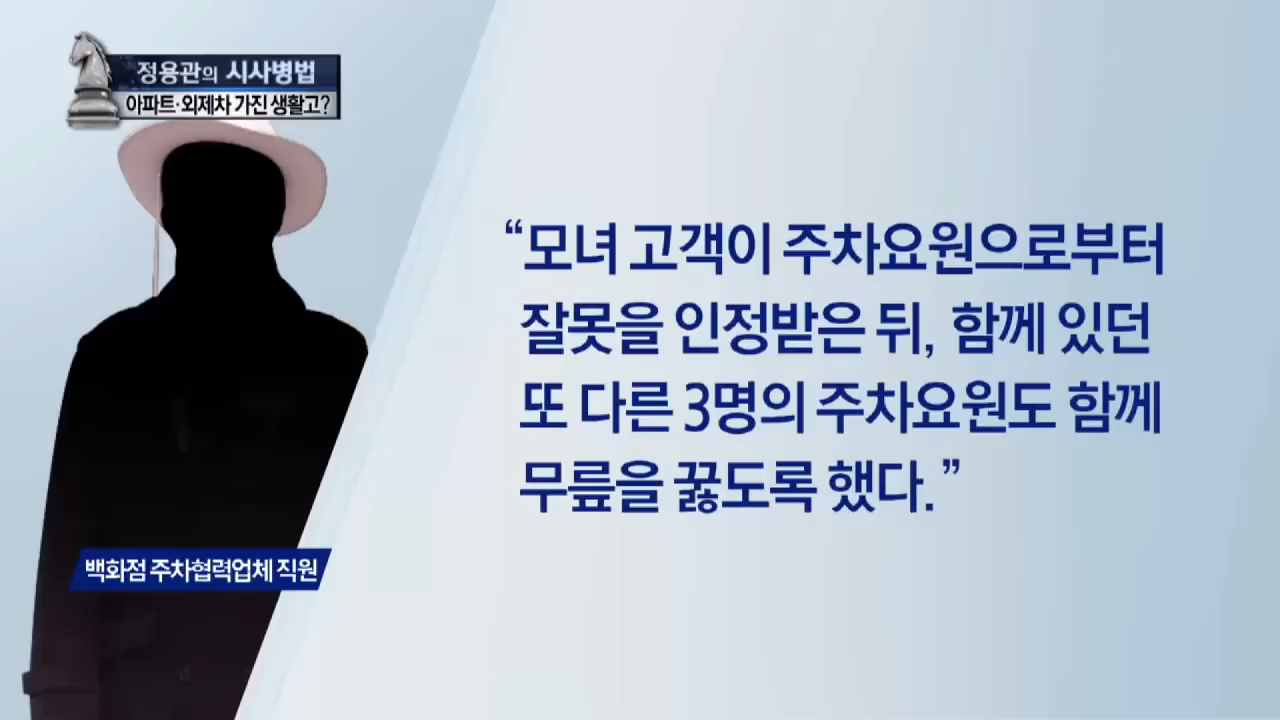 정용관의 시사병법
아파트·외제차 가진 생활고?
“모녀 고객이 주차요원으로부터
잘못을 인정받은 뒤, 함께 있던
또 다른 3명의 주차요원도 함께
무릎을 꿇도록 했다.”
백화점 주차협력업체 직원